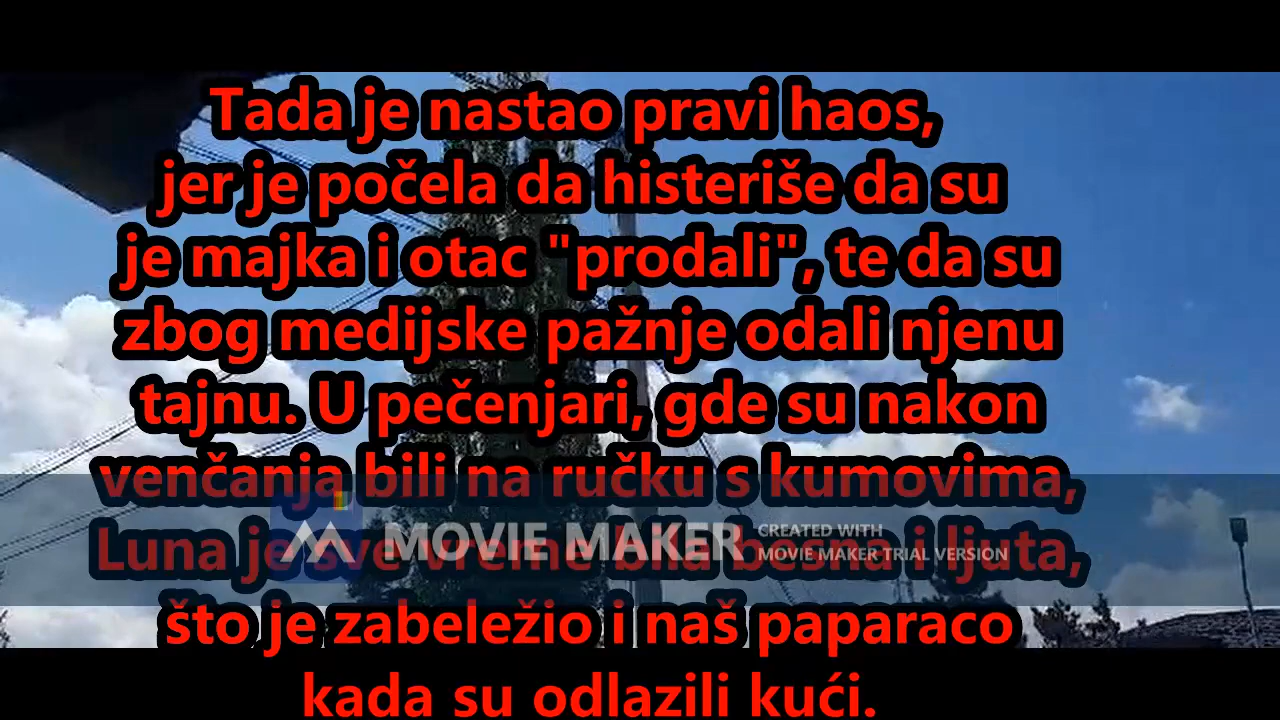 Tada je nastao pravi haos,
jer je počela da histeriše da su
je majka i otac "prodali", te da su
zbog medijske pažnje odali njenu
tajnu. U pečenjari, gde su nakon
venčanja bili na ručku s kumovima,
Luna je sve vreme bila besna i ljuta,
MOVIE MAKER
CREATED WITH
MOVIE MAKER TRIAL VERSION
što je zabeležio i naš paparaco
kada su odlazili kući.